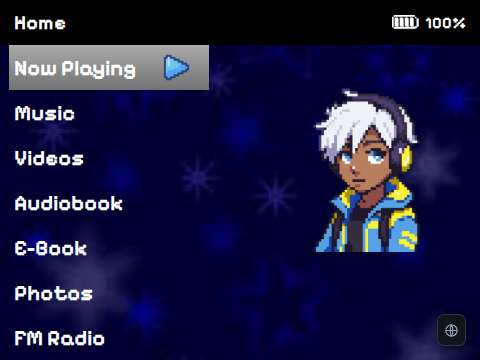 Home
100%
Now Playing
Music
Videos
Audiobook
E-Book
Photos
FM Radio